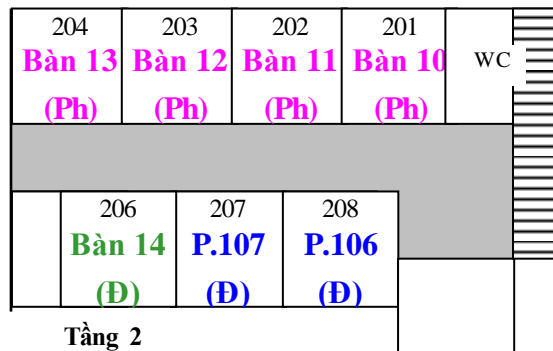 204 203 202 201
Bàn 13 Bàn 12 Bàn 11 Bàn 10 WC
(Ph) (Ph) (Ph) (Ph)
206 207 208
Bàn 14 P.107 P.106
(Đ) (Đ) (Đ)
Tầng 2